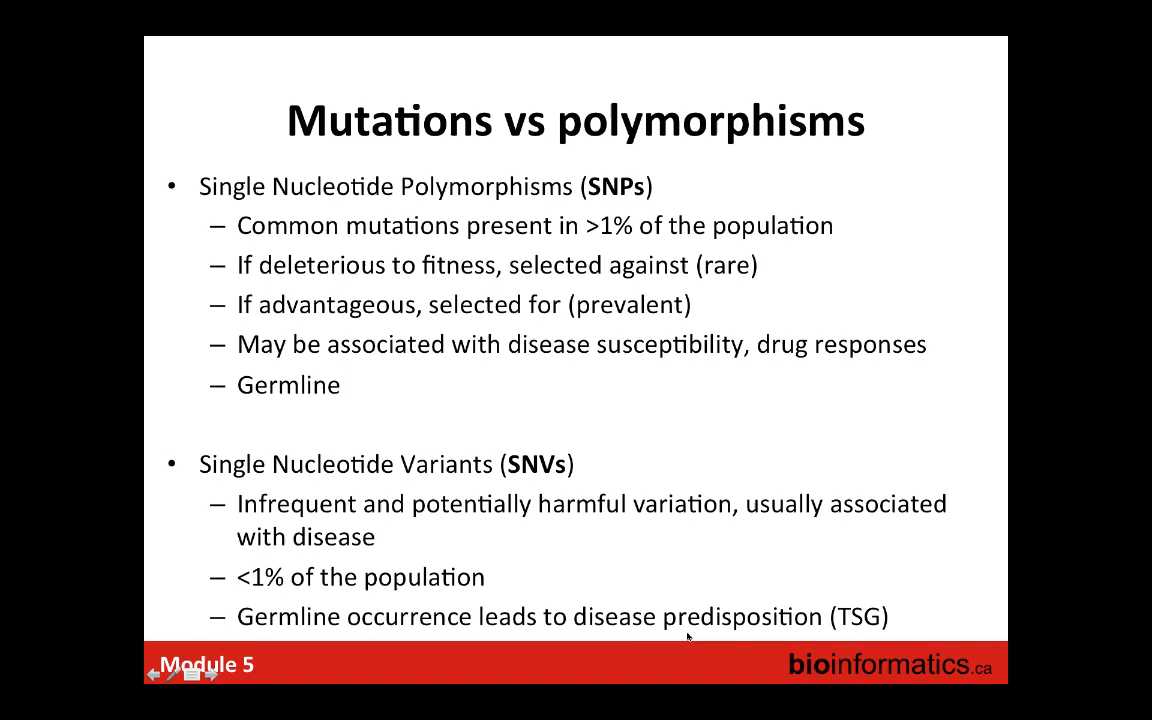 Mutations vs polymorphisms
• Single Nucleotide Polymorphisms (SNPs)
– Common mutations present in >1% of the population
– If deleterious to fitness, selected against (rare)
– If advantageous, selected for (prevalent)
– May be associated with disease susceptibility, drug responses
– Germline
• Single Nucleotide Variants (SNVs)
– Infrequent and potentially harmful variation, usually associated
with disease
– <1% of the population
– Germline occurrence leads to disease predisposition (TSG)
Module 5
bioinformatics.ca